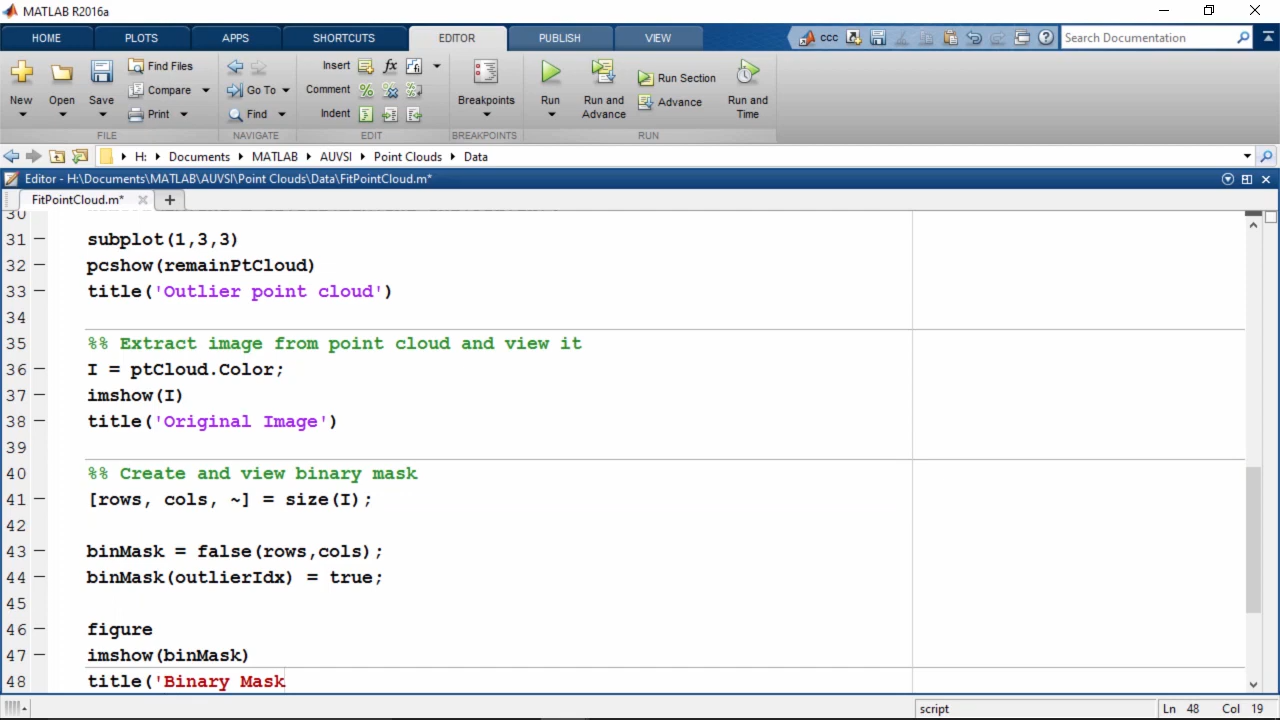 MATLAB R2016a
HOME PLOTS APPS SHORTCUTS EDITOR PUBLISH VIEW ccc Search Documentation
New Open Save Find Files Compare Print
FILE
Go To Find
NAVIGATE
Insert fx Comment Indent
EDIT
Breakpoints
BREAKPOINTS
Run Run and Advance Run Section Advance Run and Time
RUN
H: Documents MATLAB AUVSI Point Clouds Data
Editor - H:\Documents\MATLAB\AUVSI\Point Clouds\Data\FitPointCloud.m*
FitPointCloud.m* +
30
31 – subplot(1,3,3)
32 – pcshow(remainPtCloud)
33 – title('Outlier point cloud')
34
35 %% Extract image from point cloud and view it
36 – I = ptCloud.Color;
37 – imshow(I)
38 – title('Original Image')
39
40 %% Create and view binary mask
41 – [rows, cols, ~] = size(I);
42
43 – binMask = false(rows,cols);
44 – binMask(outlierIdx) = true;
45
46 – figure
47 – imshow(binMask)
48 title('Binary Mask
script Ln 48 Col 19